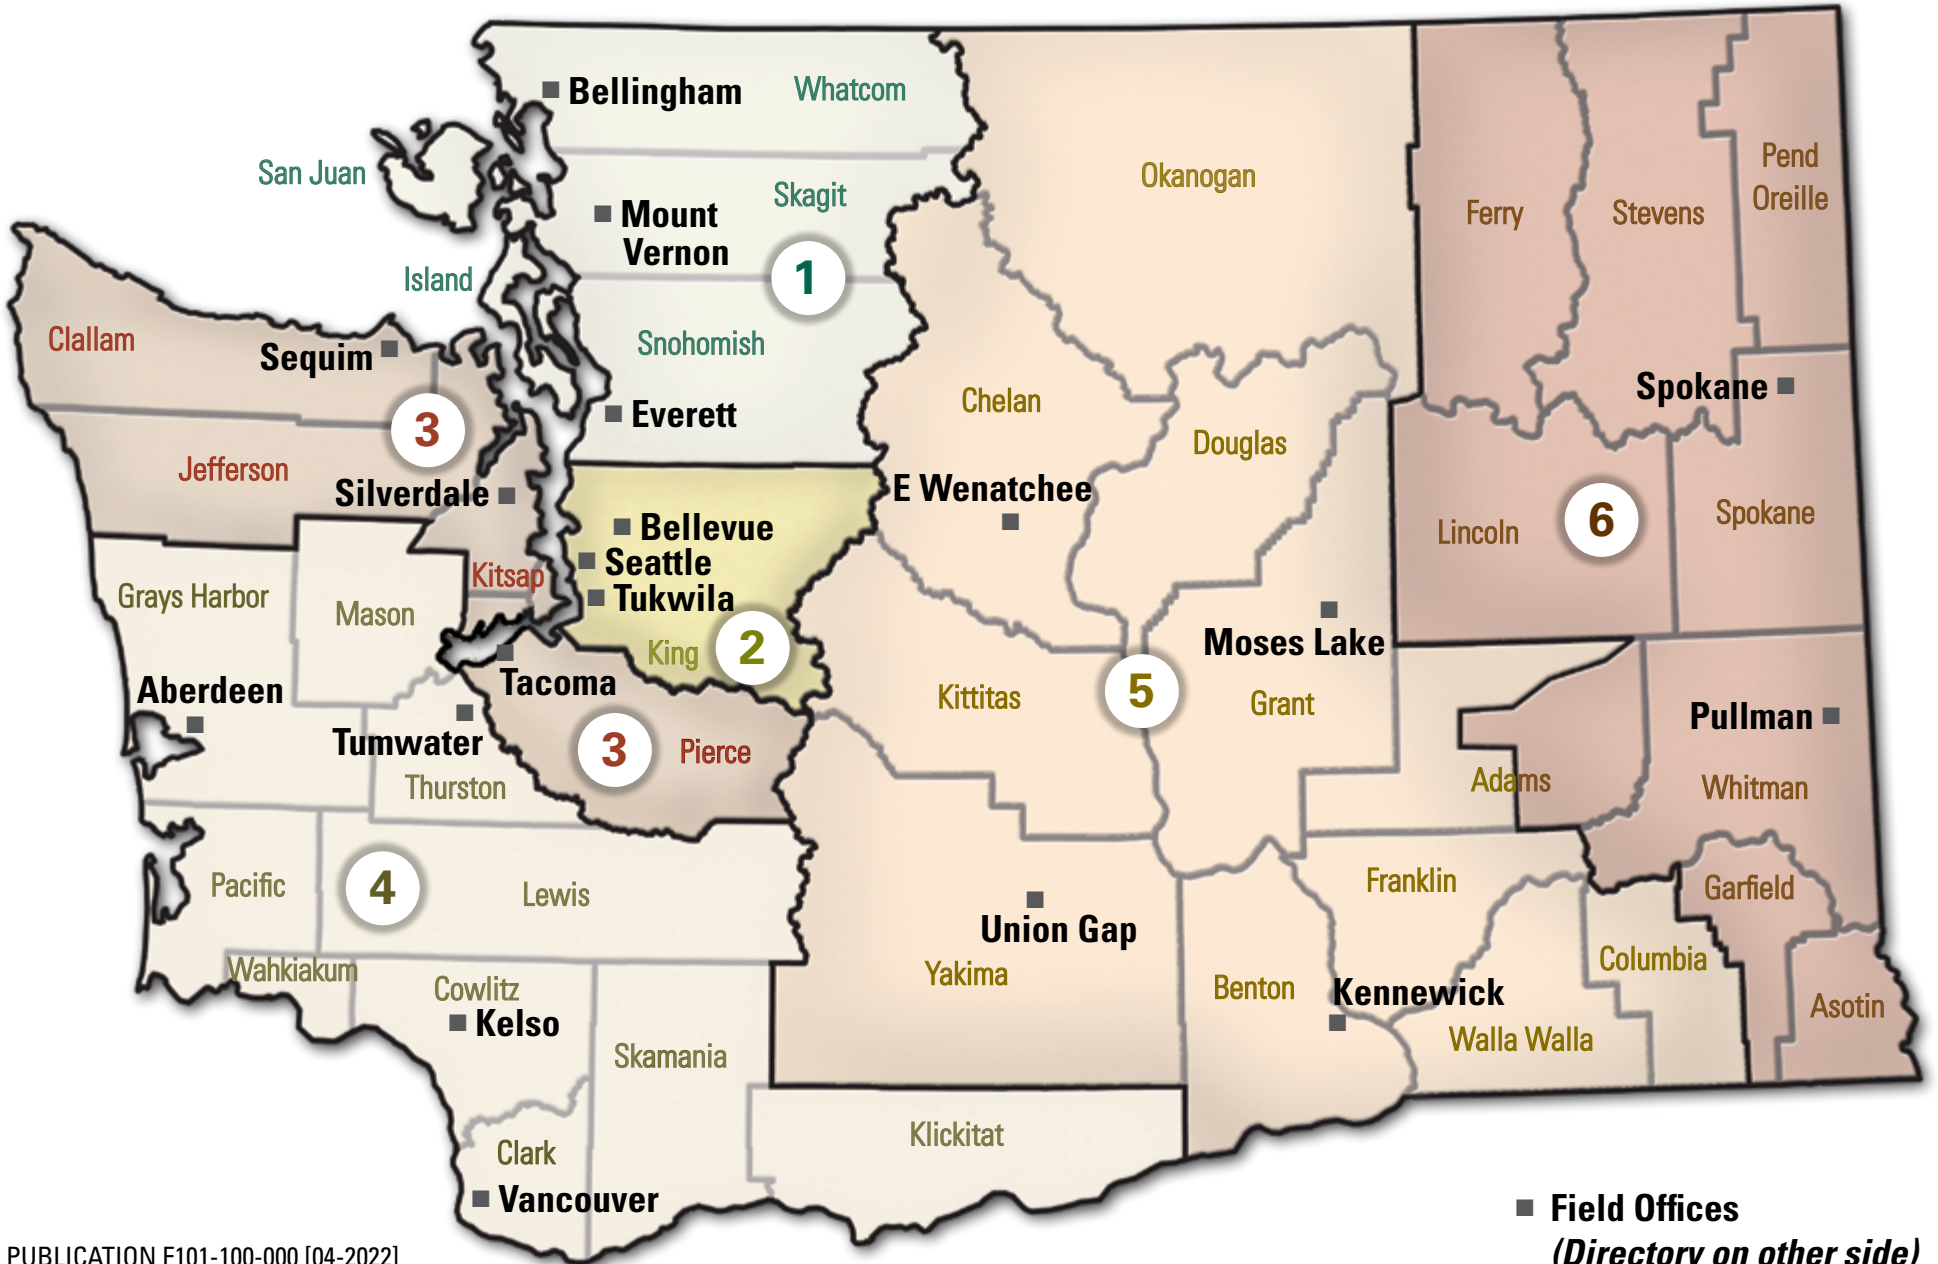 Bellingham
Whatcom
San Juan
Skagit
Mount
Vernon
1
Island
Snohomish
Everett
Okanogan
Ferry
Stevens
Pend
Oreille
Clallam
Sequim
3
Jefferson
Silverdale
Kitsap
Chelan
Douglas
E Wenatchee
Spokane
Lincoln
6
Spokane
Bellevue
Seattle
Tukwila
King
2
Grays Harbor
Mason
Aberdeen
Tacoma
Tumwater
Thurston
3
Pierce
Kittitas
5
Moses Lake
Grant
Adams
Pullman
Whitman
Pacific
4
Lewis
Wahkiakum
Cowlitz
Kelso
Skamania
Union Gap
Yakima
Benton
Franklin
Kennewick
Walla Walla
Columbia
Garfield
Asotin
Clark
Vancouver
Klickitat
Field Offices
(Directory on other side)
PUBLICATION F101-100-000 [04-2022]